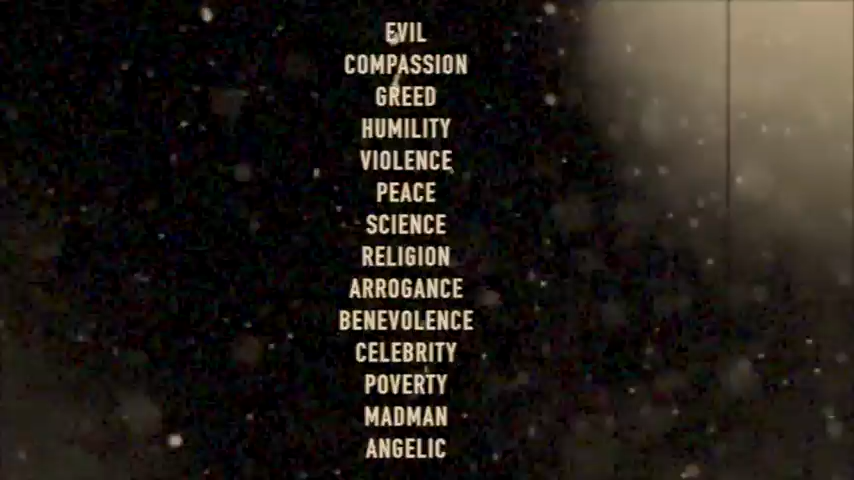 EVIL
COMPASSION
GREED
HUMILITY
VIOLENCE
PEACE
SCIENCE
RELIGION
ARROGANCE
BENEVOLENCE
CELEBRITY
POVERTY
MADMAN
ANGELIC